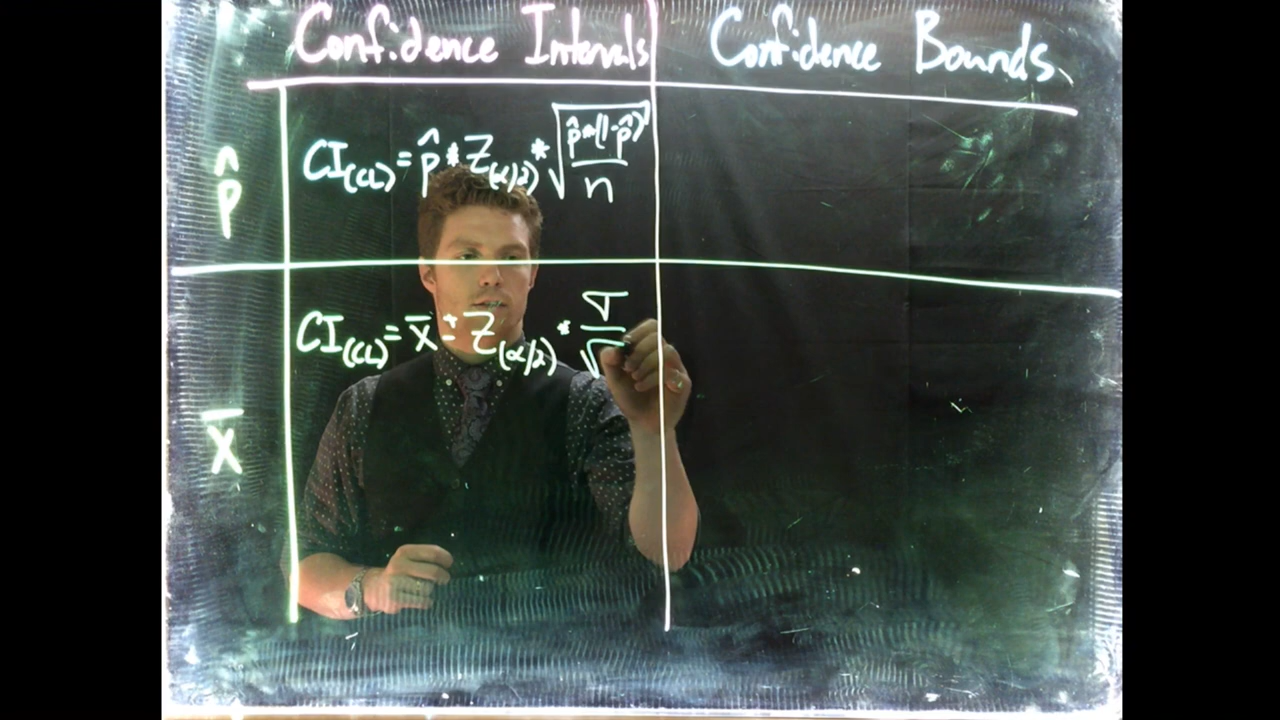 Confidence Intervals
Confidence Bounds
p̂
CI(CL) = p̂ * Z(α/2) * √(p̂*(1-p̂)/n)
x̄
CI(CL) = x̄ ± Z(α/2) * σ/√